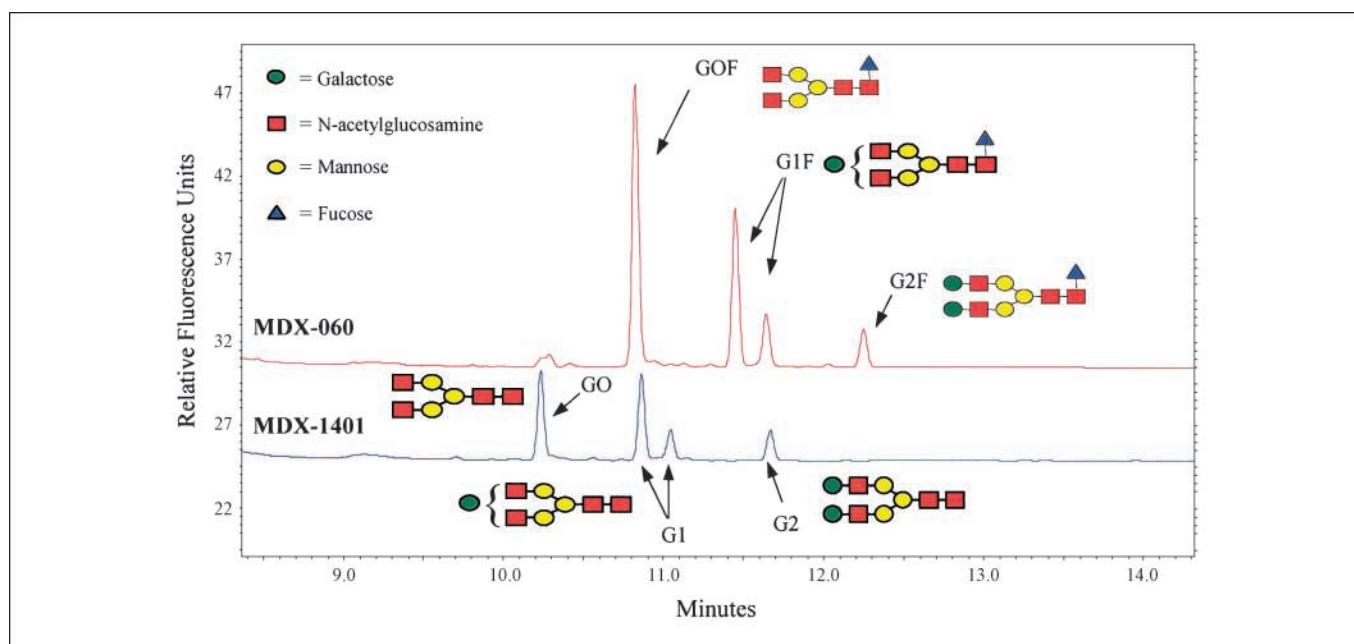 = Galactose
= N-acetylglucosamine
= Mannose
= Fucose
GOF
G1F
G2F
MDX-060
GO
MDX-1401
G1
G2
Relative Fluorescence Units
47
42
37
32
27
22
9.0
10.0
11.0
12.0
13.0
14.0
Minutes